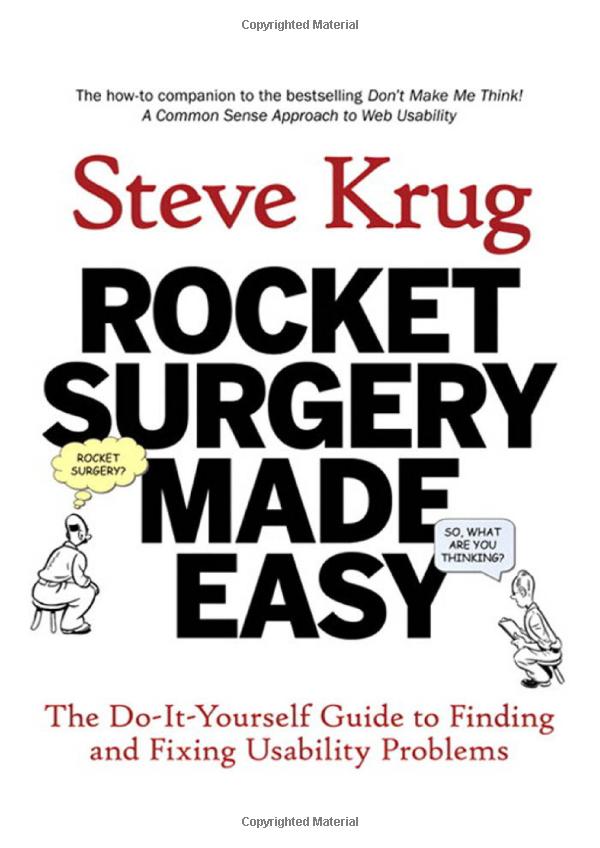 Copyrighted Material
The how-to companion to the bestselling Don't Make Me Think!
A Common Sense Approach to Web Usability
Steve Krug
ROCKET
SURGERY
MADE
EASY
ROCKET
SURGERY?
SO, WHAT
ARE YOU
THINKING?
The Do-It-Yourself Guide to Finding
and Fixing Usability Problems
Copyrighted Material